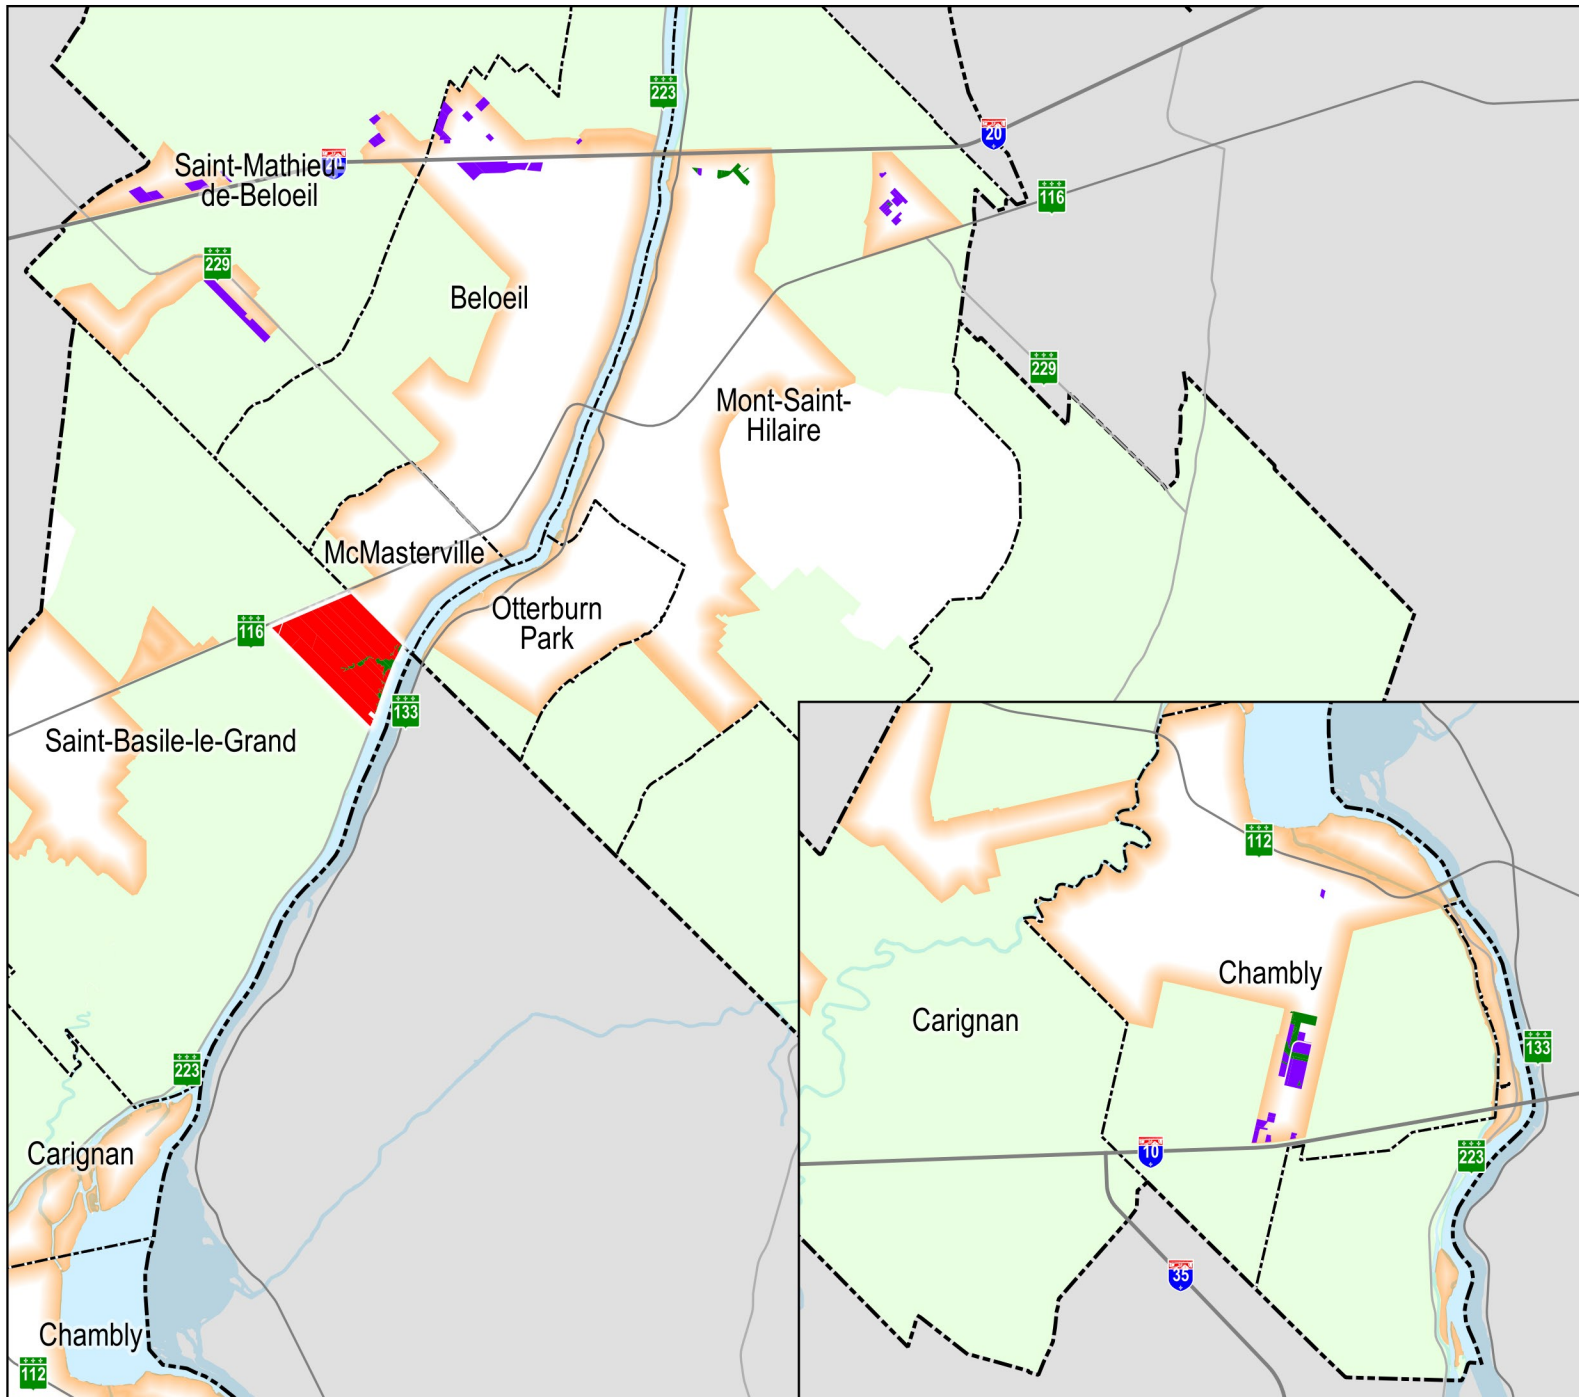 223
20
116
Saint-Mathieu-
de-Beloeil
20
229
Beloeil
229
Mont-Saint-
Hilaire
McMasterville
Otterburn
Park
116
133
Saint-Basile-le-Grand
223
Carignan
Chambly
112
112
Chambly
Carignan
133
10
223
35